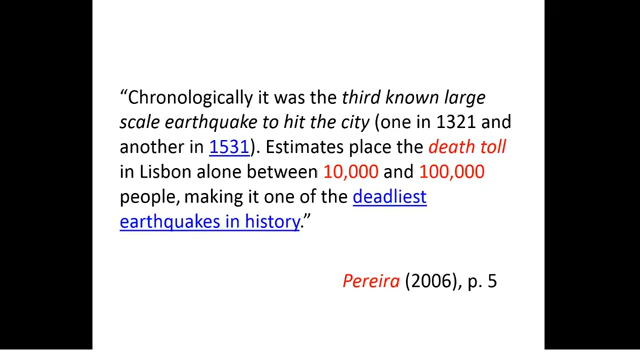 “Chronologically it was the third known large
scale earthquake to hit the city (one in 1321 and
another in 1531). Estimates place the death toll
in Lisbon alone between 10,000 and 100,000
people, making it one of the deadliest
earthquakes in history.”
Pereira (2006), p. 5